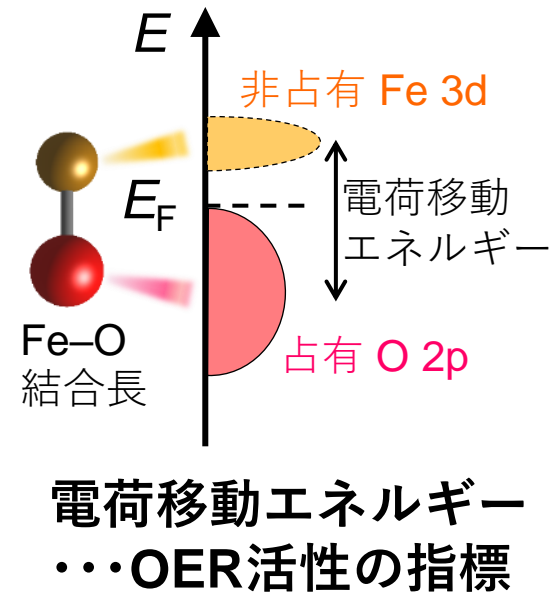 E
非占有 Fe 3d
EF
電荷移動
エネルギー
Fe–O
結合長
占有 O 2p
電荷移動エネルギー
･･･OER活性の指標